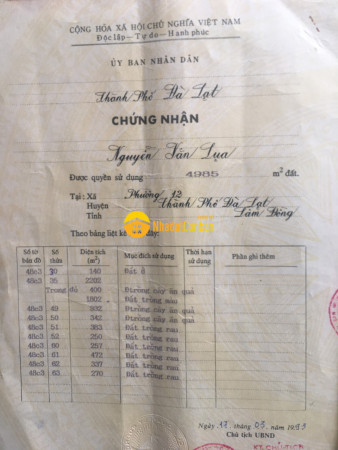 CỘNG HÒA XÃ HỘI CHỦ NGHĨA VIỆT NAM
Độc lập - Tự do - Hạnh phúc
ỦY BAN NHÂN DÂN
Thành Phố Đà Lạt
CHỨNG NHẬN
Nguyễn Văn Lụa
Được quyền sử dụng 4985 m² đất.
Tại: Xã Phường 12
Huyện Thành Phố Đà Lạt
Tỉnh Lâm Đồng
Theo bảng liệt kê
Số tờ bản đồ Số thửa Diện tích (m²) Mục đích sử dụng Thời hạn sử dụng Phần ghi thêm
48c3 30 140 Đất ở
48c3 35 2202
Trong đó 400 Đ trồng cây ăn quả
1802 Đất trồng rau
48c3 49 932 Đ trồng cây ăn quả
48c3 50 342 Đ trồng cây ăn quả
48c3 51 383 Đất trồng rau
48c3 52 250 Đất trồng rau
48c3 60 257 Đất trồng rau
48c3 61 472 Đất trồng rau
48c3 62 337 Đất trồng rau
48c3 63 270 Đất trồng rau
Ngày 18 tháng 03
Chủ tịch UBND